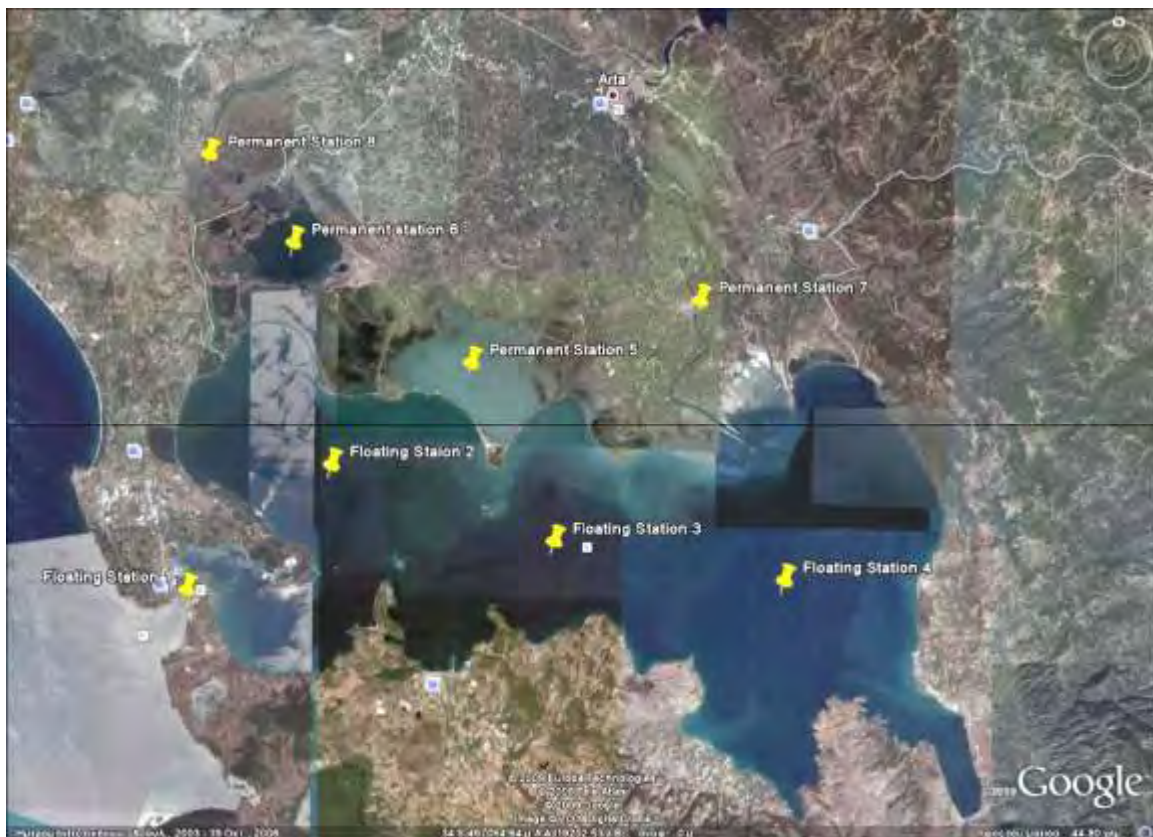 Arta
Permanent Station 8
Permanent station 6
Permanent Station 7
Permanent Station 5
Floating Staion 2
Floating Station 3
Floating Station 4
Floating Station
Google